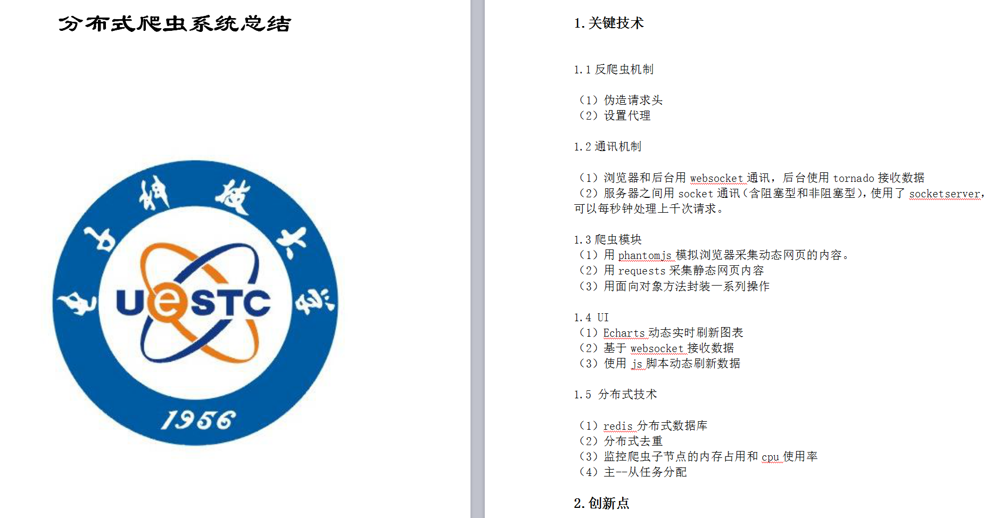 分布式爬虫系统总结
电子科技大学
UeSTC
1956
1.关键技术
1.1 反爬虫机制
（1）伪造请求头
（2）设置代理
1.2 通讯机制
（1）浏览器和后台用 websocket 通讯，后台使用 tornado 接收数据
（2）服务器之间用 socket 通讯（含阻塞型和非阻塞型），使用了 socketserver，
可以每秒钟处理上千次请求。
1.3 爬虫模块
（1）用 phantomjs 模拟浏览器采集动态网页的内容。
（2）用 requests 采集静态网页内容
（3）用面向对象方法封装一系列操作
1.4 UI
（1）Echarts 动态实时刷新图表
（2）基于 websocket 接收数据
（3）使用 js 脚本动态刷新数据
1.5 分布式技术
（1）redis 分布式数据库
（2）分布式去重
（3）监控爬虫子节点的内存占用和 cpu 使用率
（4）主--从任务分配
2.创新点